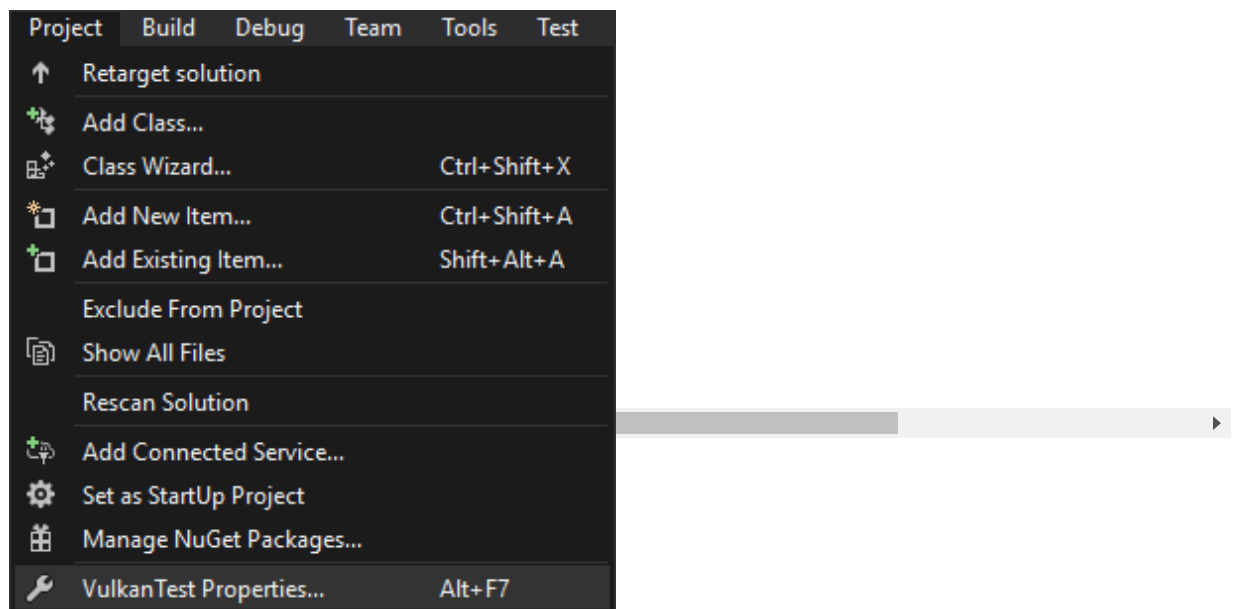 Project Build Debug Team Tools Test
Retarget solution
Add Class...
Class Wizard... Ctrl+Shift+X
Add New Item... Ctrl+Shift+A
Add Existing Item... Shift+Alt+A
Exclude From Project
Show All Files
Rescan Solution
Add Connected Service...
Set as StartUp Project
Manage NuGet Packages...
VulkanTest Properties... Alt+F7